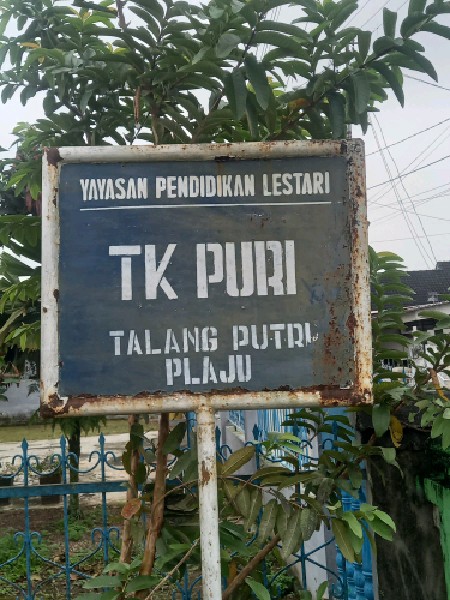 YAYASAN PENDIDIKAN LESTARI
TK PURI
TALANG PUTRI
PLAJU